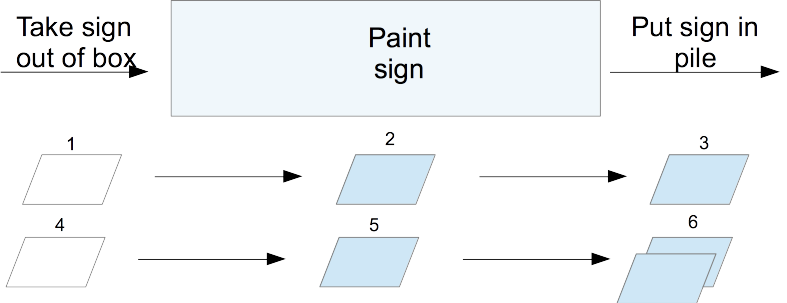 Take sign
out of box
Paint
sign
Put sign in
pile
1
2
3
4
5
6